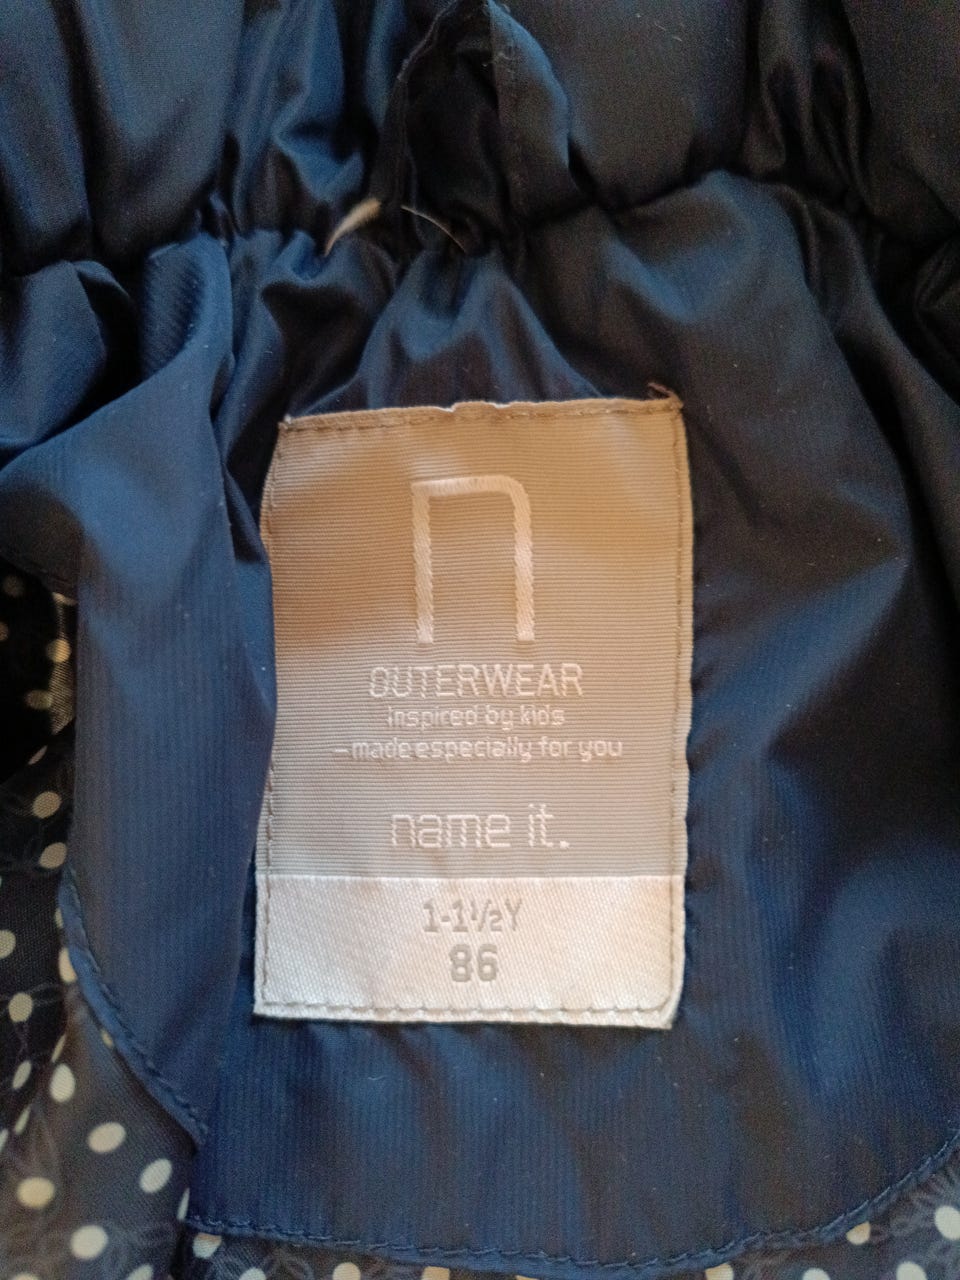 n
OUTERWEAR
inspired by kids
-made especially for you
name it.
1-1½Y
86